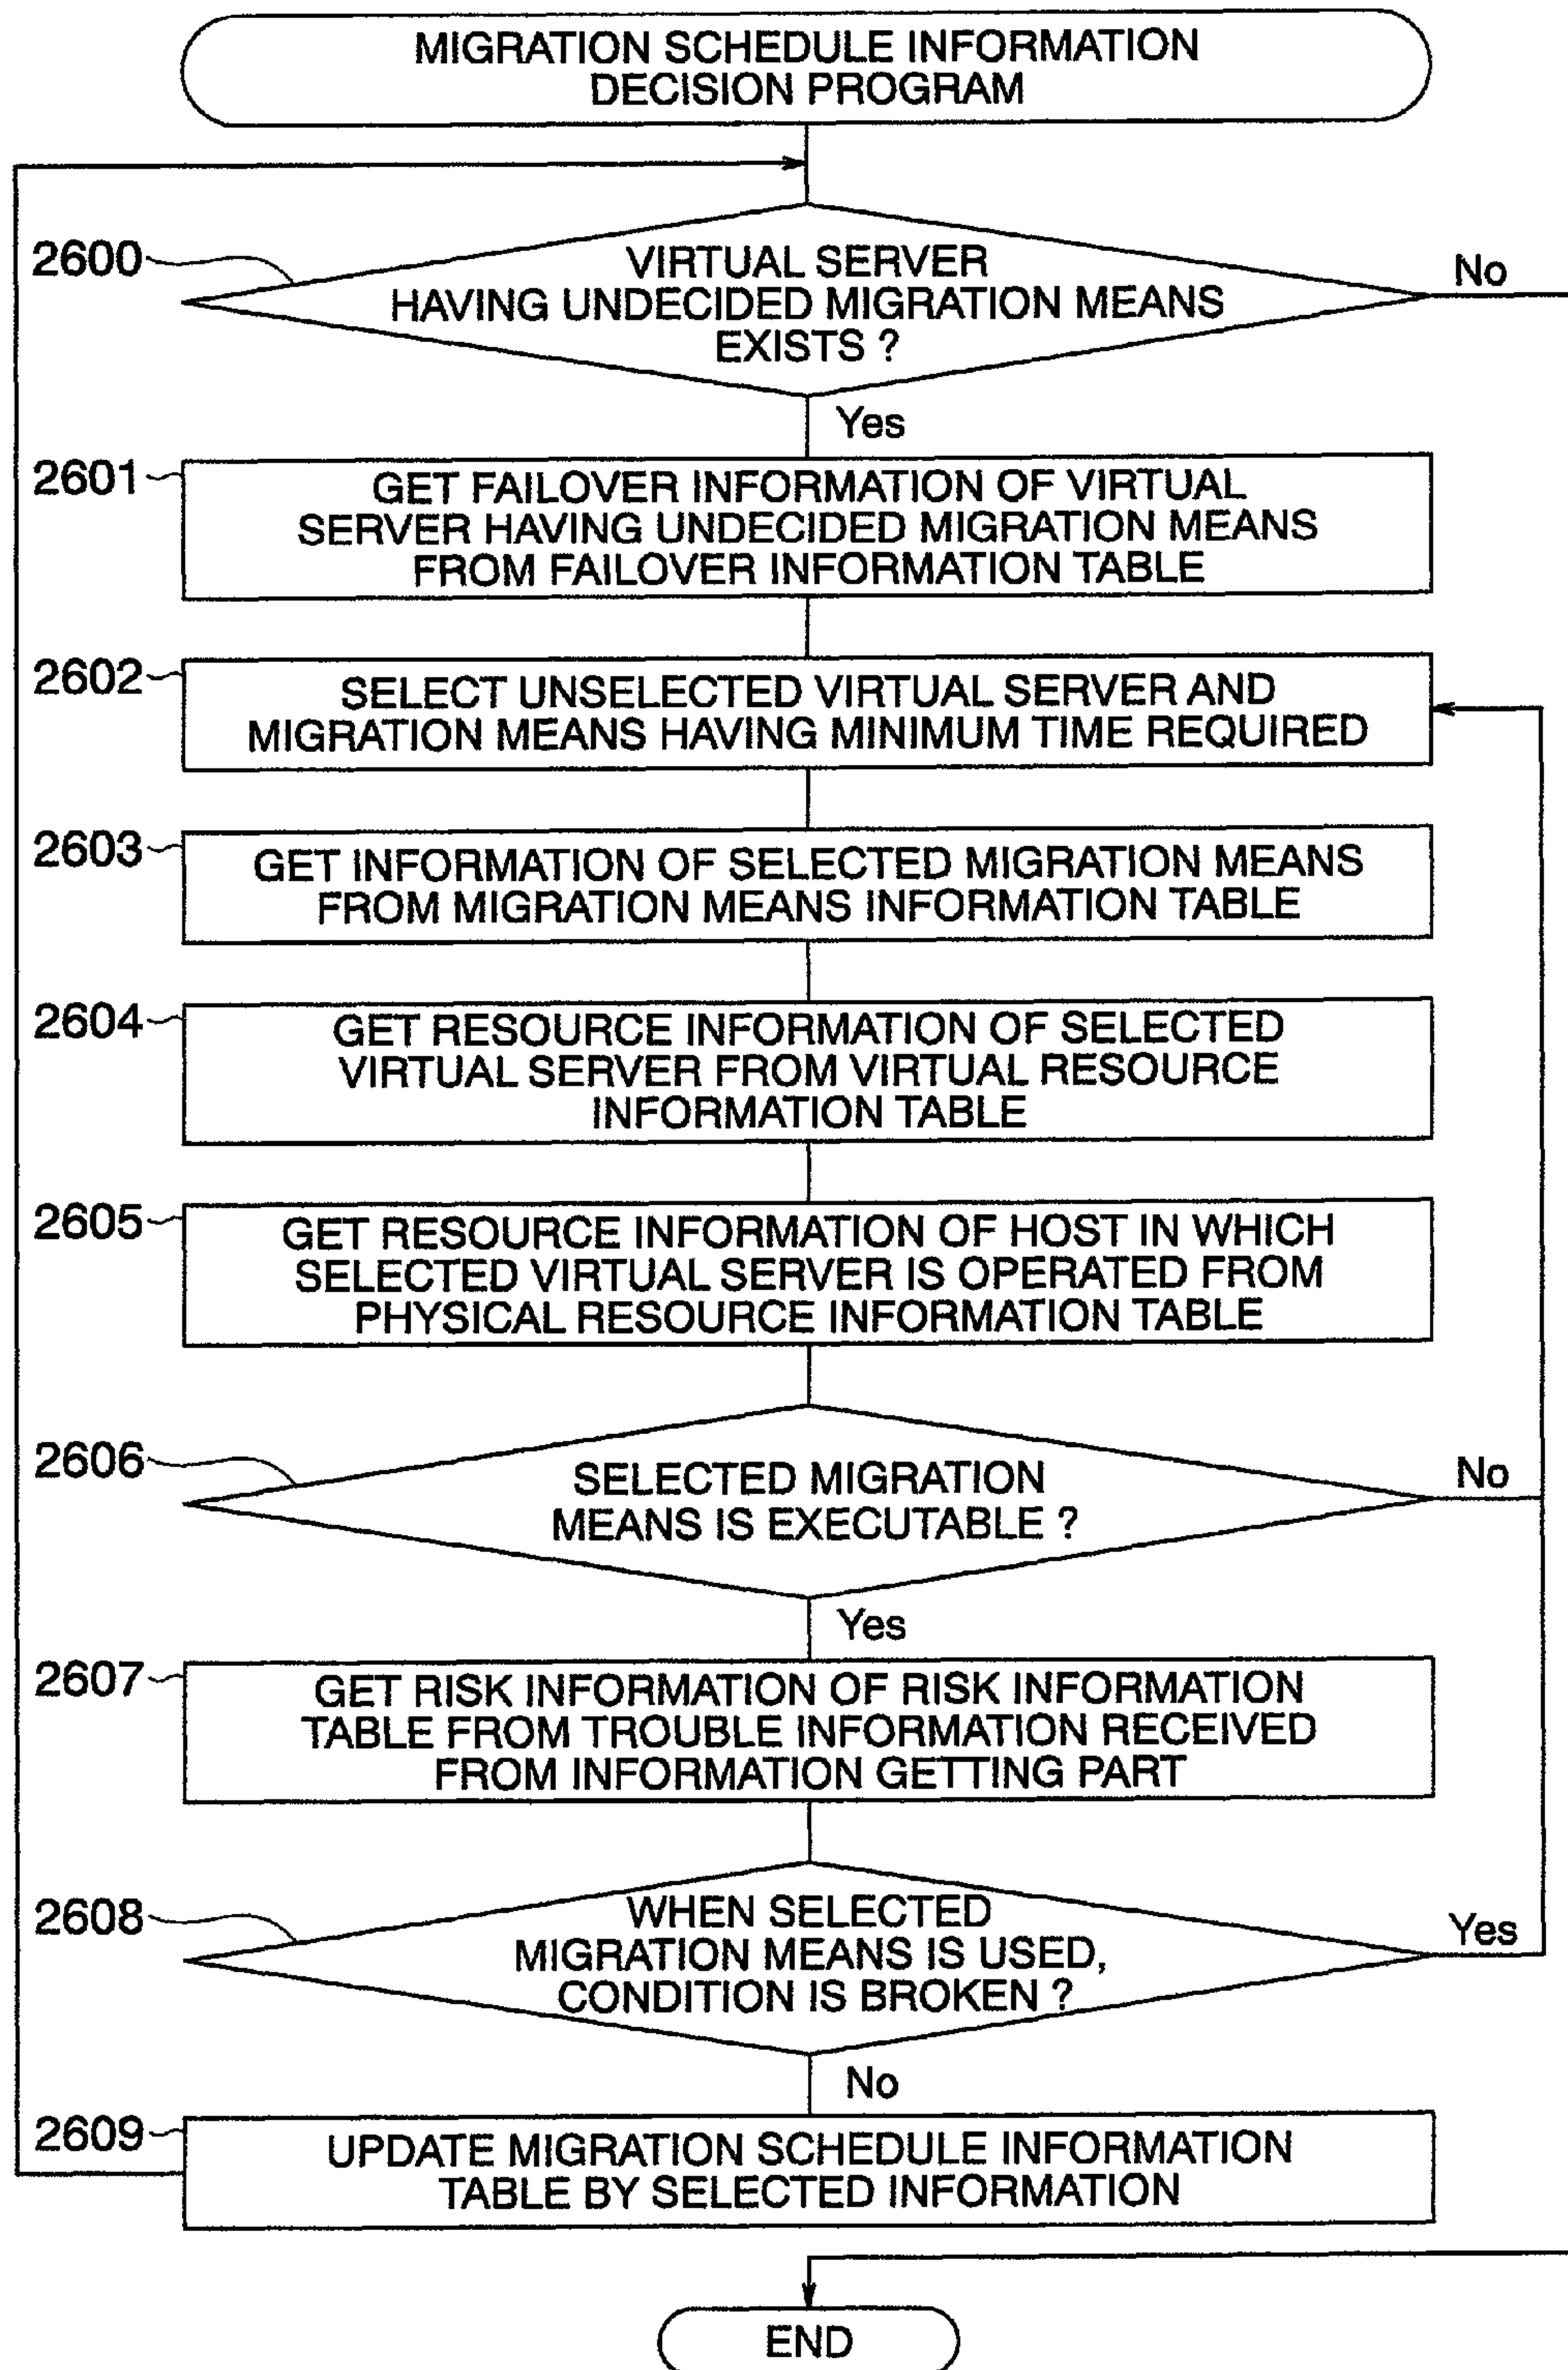 MIGRATION SCHEDULE INFORMATION
DECISION PROGRAM
2600
VIRTUAL SERVER
HAVING UNDECIDED MIGRATION MEANS
EXISTS ?
No
Yes
2601
GET FAILOVER INFORMATION OF VIRTUAL
SERVER HAVING UNDECIDED MIGRATION MEANS
FROM FAILOVER INFORMATION TABLE
2602
SELECT UNSELECTED VIRTUAL SERVER AND
MIGRATION MEANS HAVING MINIMUM TIME REQUIRED
2603
GET INFORMATION OF SELECTED MIGRATION MEANS
FROM MIGRATION MEANS INFORMATION TABLE
2604
GET RESOURCE INFORMATION OF SELECTED
VIRTUAL SERVER FROM VIRTUAL RESOURCE
INFORMATION TABLE
2605
GET RESOURCE INFORMATION OF HOST IN WHICH
SELECTED VIRTUAL SERVER IS OPERATED FROM
PHYSICAL RESOURCE INFORMATION TABLE
2606
SELECTED MIGRATION
MEANS IS EXECUTABLE ?
No
Yes
2607
GET RISK INFORMATION OF RISK INFORMATION
TABLE FROM TROUBLE INFORMATION RECEIVED
FROM INFORMATION GETTING PART
2608
WHEN SELECTED
MIGRATION MEANS IS USED,
CONDITION IS BROKEN ?
Yes
No
2609
UPDATE MIGRATION SCHEDULE INFORMATION
TABLE BY SELECTED INFORMATION
END